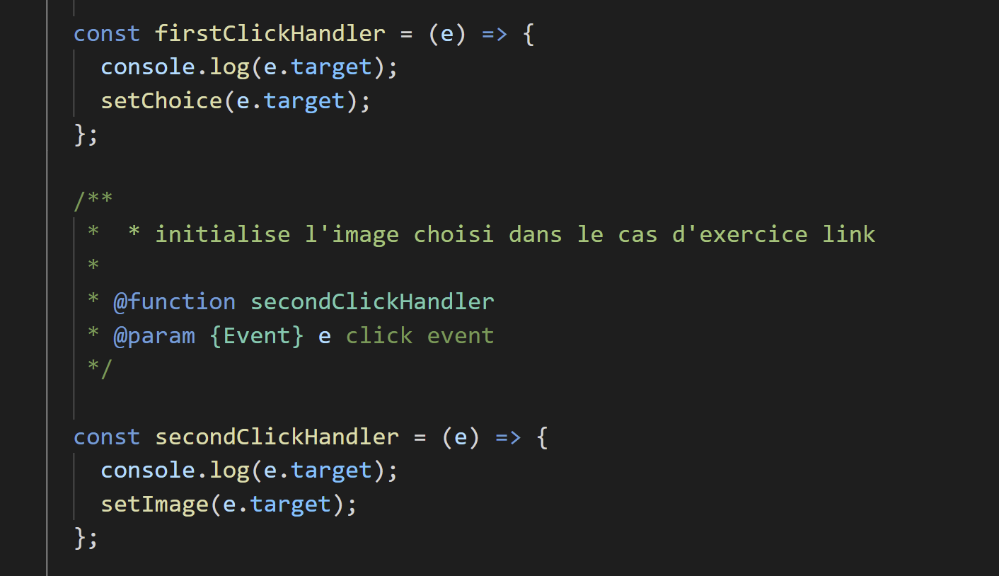 const firstClickHandler = (e) => {
console.log(e.target);
setChoice(e.target);
};
/**
*  * initialise l'image choisi dans le cas d'exercice link
*
* @function secondClickHandler
* @param {Event} e click event
*/
const secondClickHandler = (e) => {
console.log(e.target);
setImage(e.target);
};